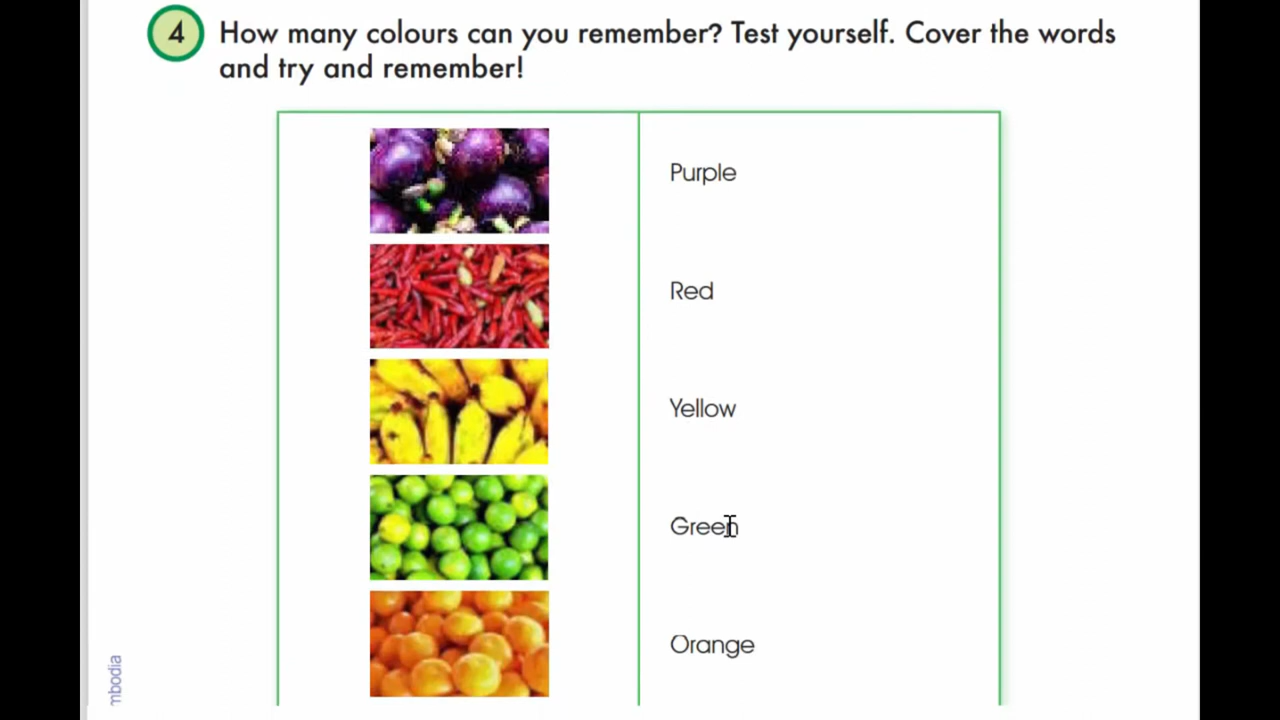 4
How many colours can you remember? Test yourself. Cover the words
and try and remember!
Purple
Red
Yellow
Green
Orange
mbodia